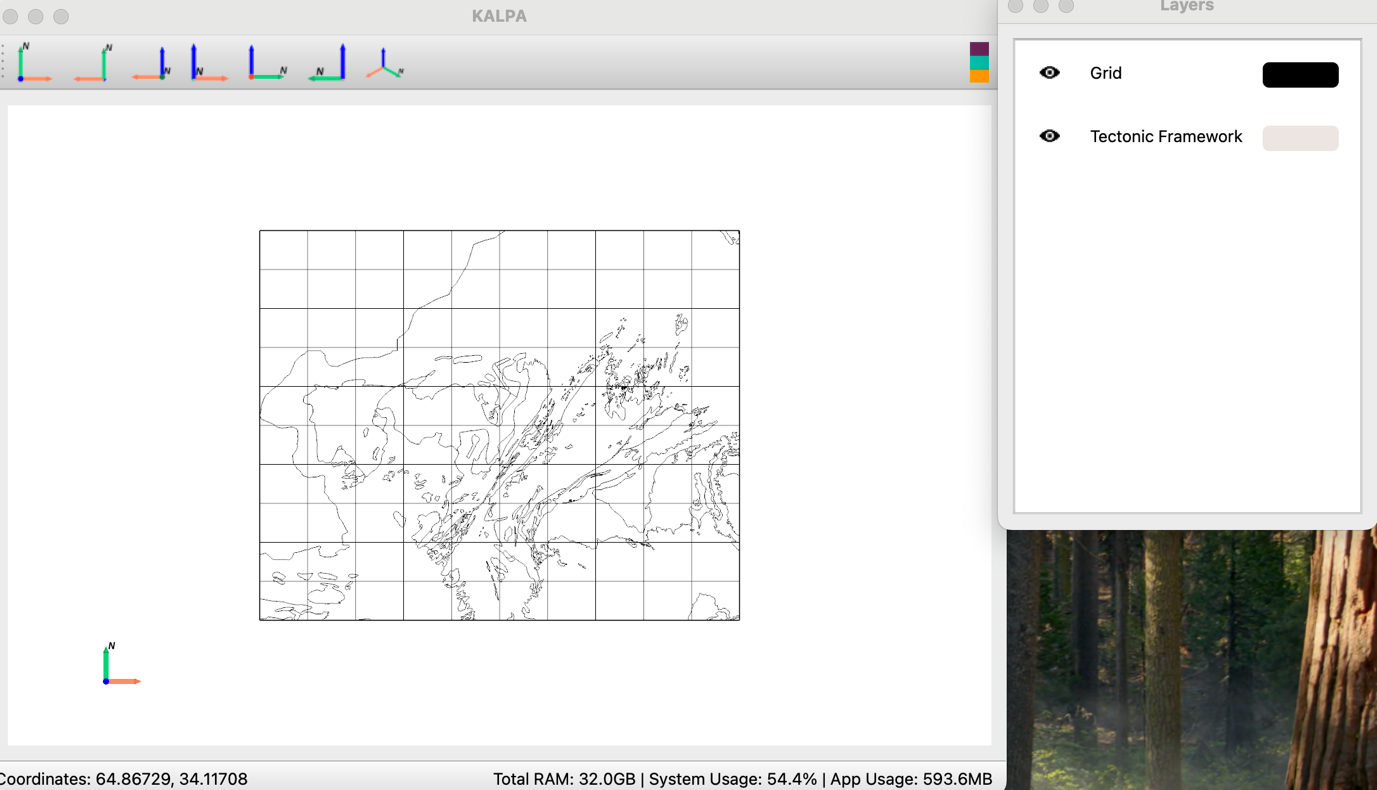 KALPA
Layers
N
N
N
N
N
N
N
Grid
Tectonic Framework
N
Coordinates: 64.86729, 34.11708
Total RAM: 32.0GB | System Usage: 54.4% | App Usage: 593.6MB